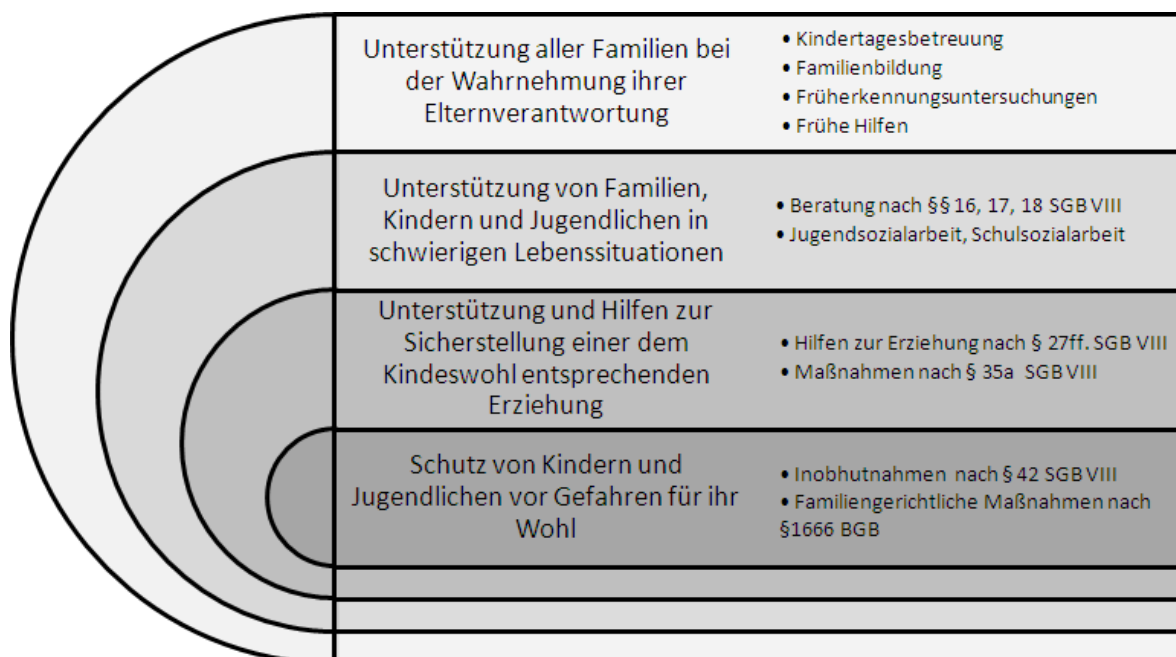 Unterstützung aller Familien bei
der Wahrnehmung ihrer
Elternverantwortung
• Kindertagesbetreuung
• Familienbildung
• Früherkennungsuntersuchungen
• Frühe Hilfen
Unterstützung von Familien,
Kindern und Jugendlichen in
schwierigen Lebenssituationen
• Beratung nach §§ 16, 17, 18 SGB VIII
• Jugendsozialarbeit, Schulsozialarbeit
Unterstützung und Hilfen zur
Sicherstellung einer dem
Kindeswohl entsprechenden
Erziehung
• Hilfen zur Erziehung nach § 27ff. SGB VIII
• Maßnahmen nach § 35a SGB VIII
Schutz von Kindern und
Jugendlichen vor Gefahren für ihr
Wohl
• Inobhutnahmen nach § 42 SGB VIII
• Familiengerichtliche Maßnahmen nach
§1666 BGB